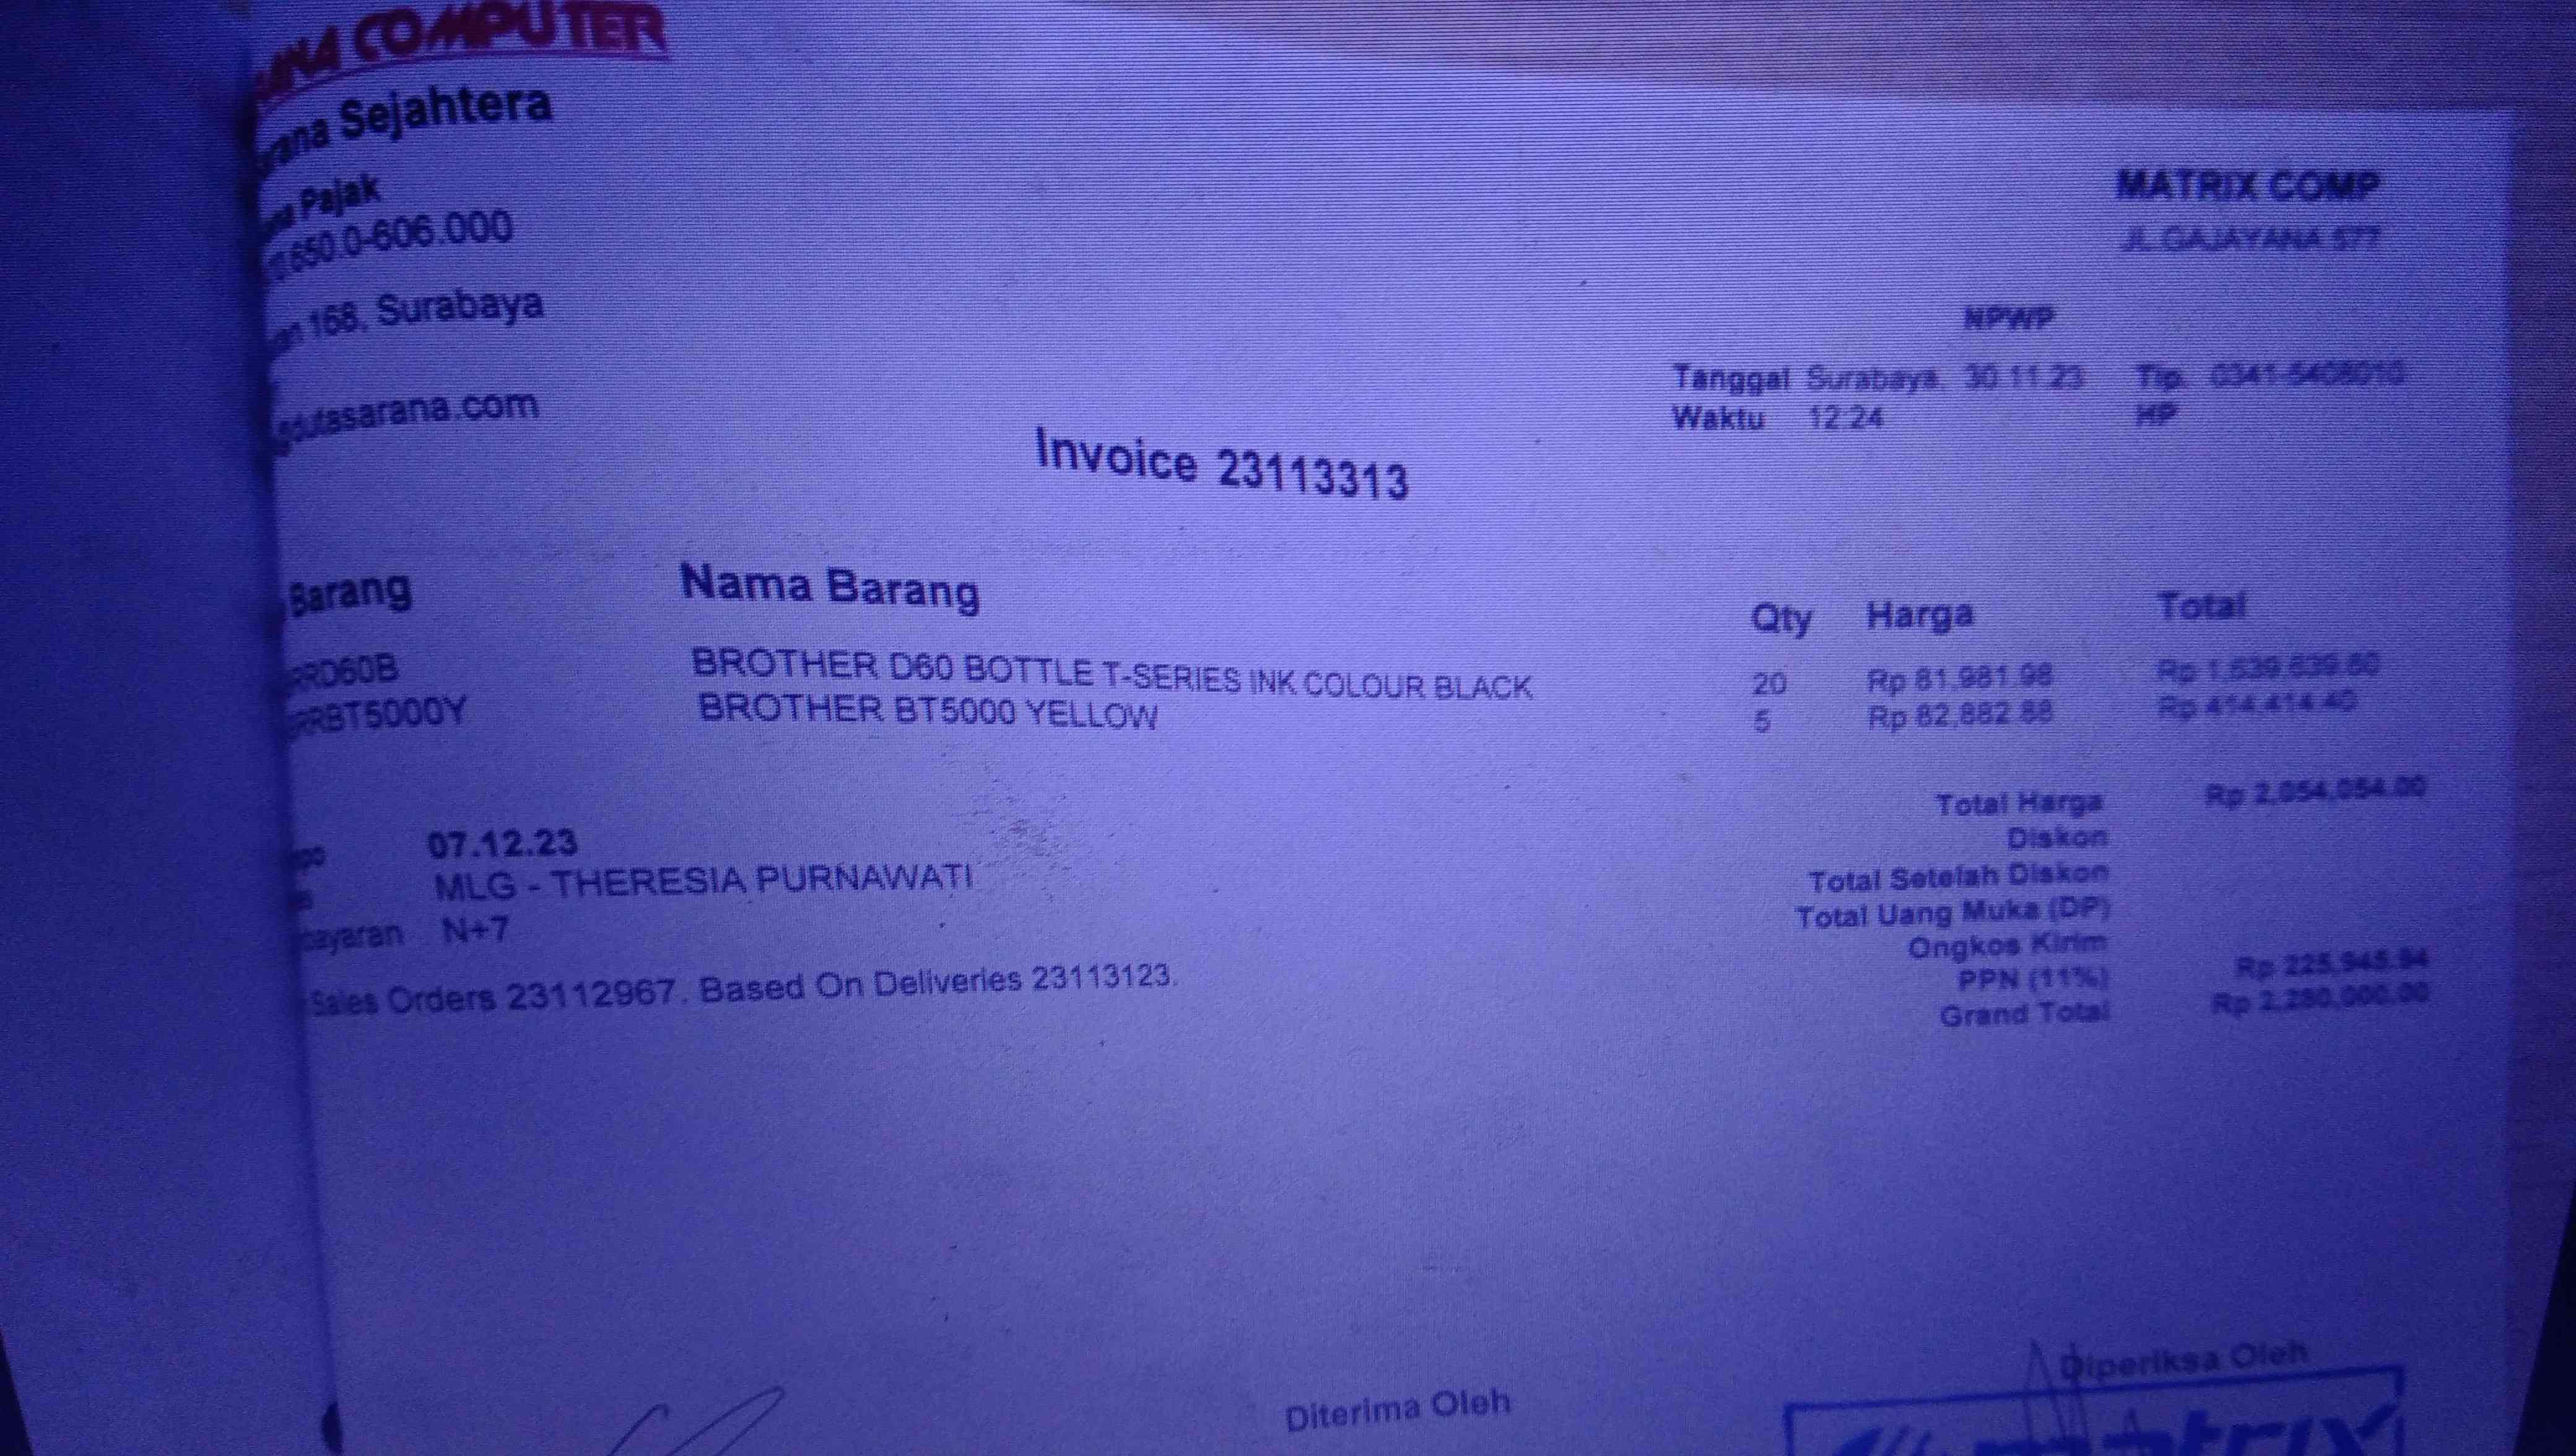 COMPUTER
Sejahtera
Pajak
650.0-606.000
168, Surabaya
dutasarana.com
MATRIX COMP
JL GAJAYANA 577
NPWP
Tanggal Surabaya, 30.11.23 Tlp.
Waktu 12:24 HP
Invoice 23113313
Barang Nama Barang Qty Harga Total
RD60B BROTHER D60 BOTTLE T-SERIES INK COLOUR BLACK 20 Rp 81,981.98 Rp 1,639,639.60
RBT5000Y BROTHER BT5000 YELLOW 5 Rp 82,882.88 Rp 414,414.40
07.12.23
MLG - THERESIA PURNAWATI
bayaran N+7
Sales Orders 23112967. Based On Deliveries 23113123.
Total Harga Rp 2,054,054.00
Diskon
Total Setelah Diskon
Total Uang Muka (DP)
Ongkos Kirim
PPN (11%) Rp 225,945.94
Grand Total Rp 2,280,000.00
Diterima Oleh
Diperiksa Oleh